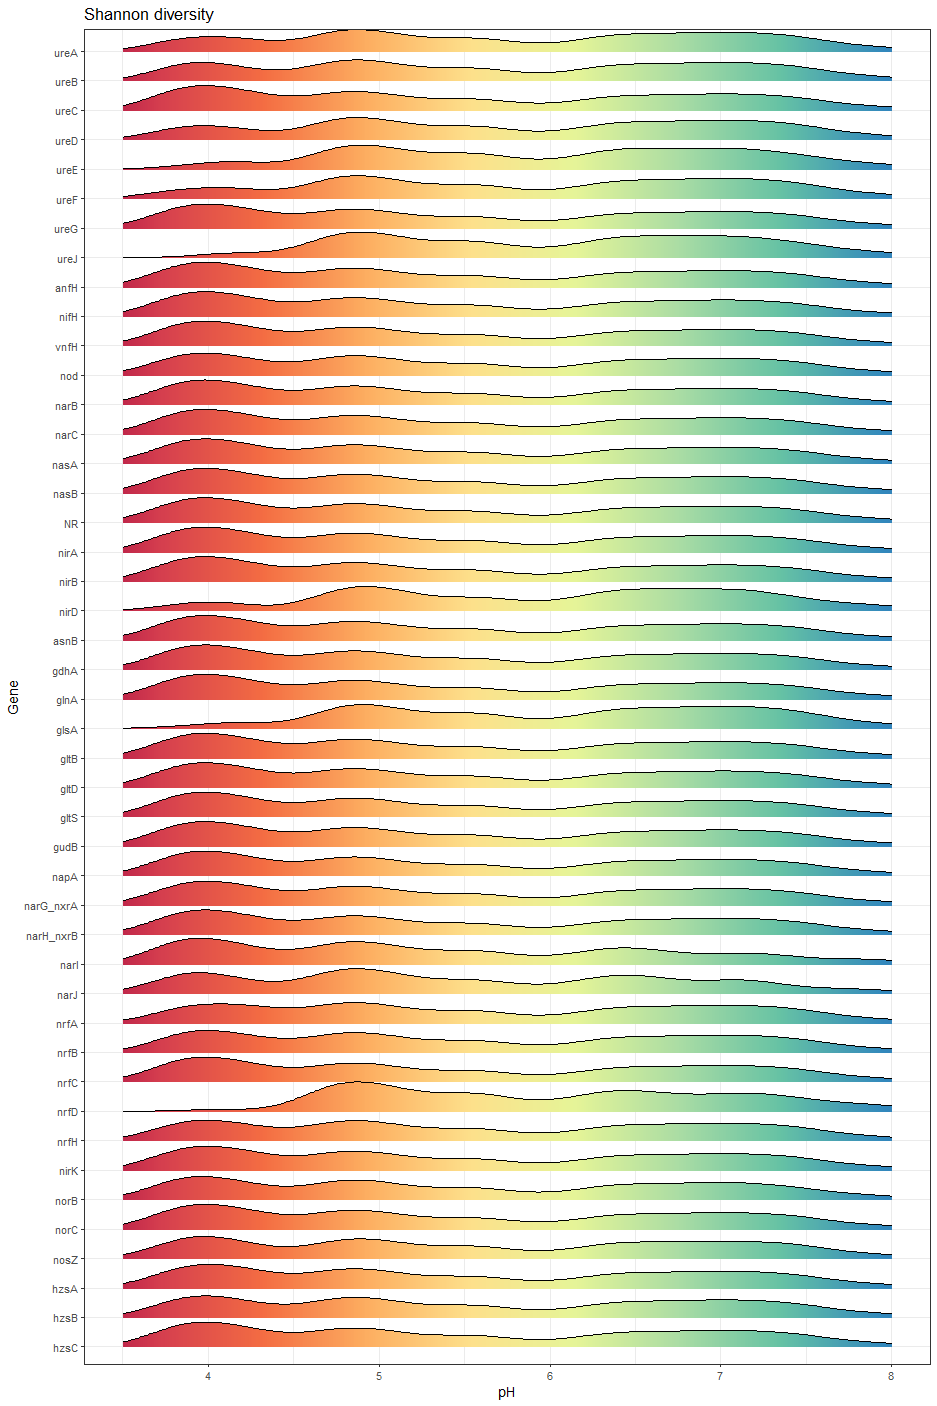 Shannon diversity
ureA
ureB
ureC
ureD
ureE
ureF
ureG
ureJ
anfH
nifH
vnfH
nod
narB
narC
nasA
nasB
NR
nirA
nirB
nirD
asnB
gdhA
glnA
glsA
gltB
gltD
gltS
gudB
napA
narG_nxrA
narH_nxrB
narI
narJ
nrfA
nrfB
nrfC
nrfD
nrfH
nirK
norB
norC
nosZ
hzsA
hzsB
hzsC
Gene
4 5 6 7 8
pH